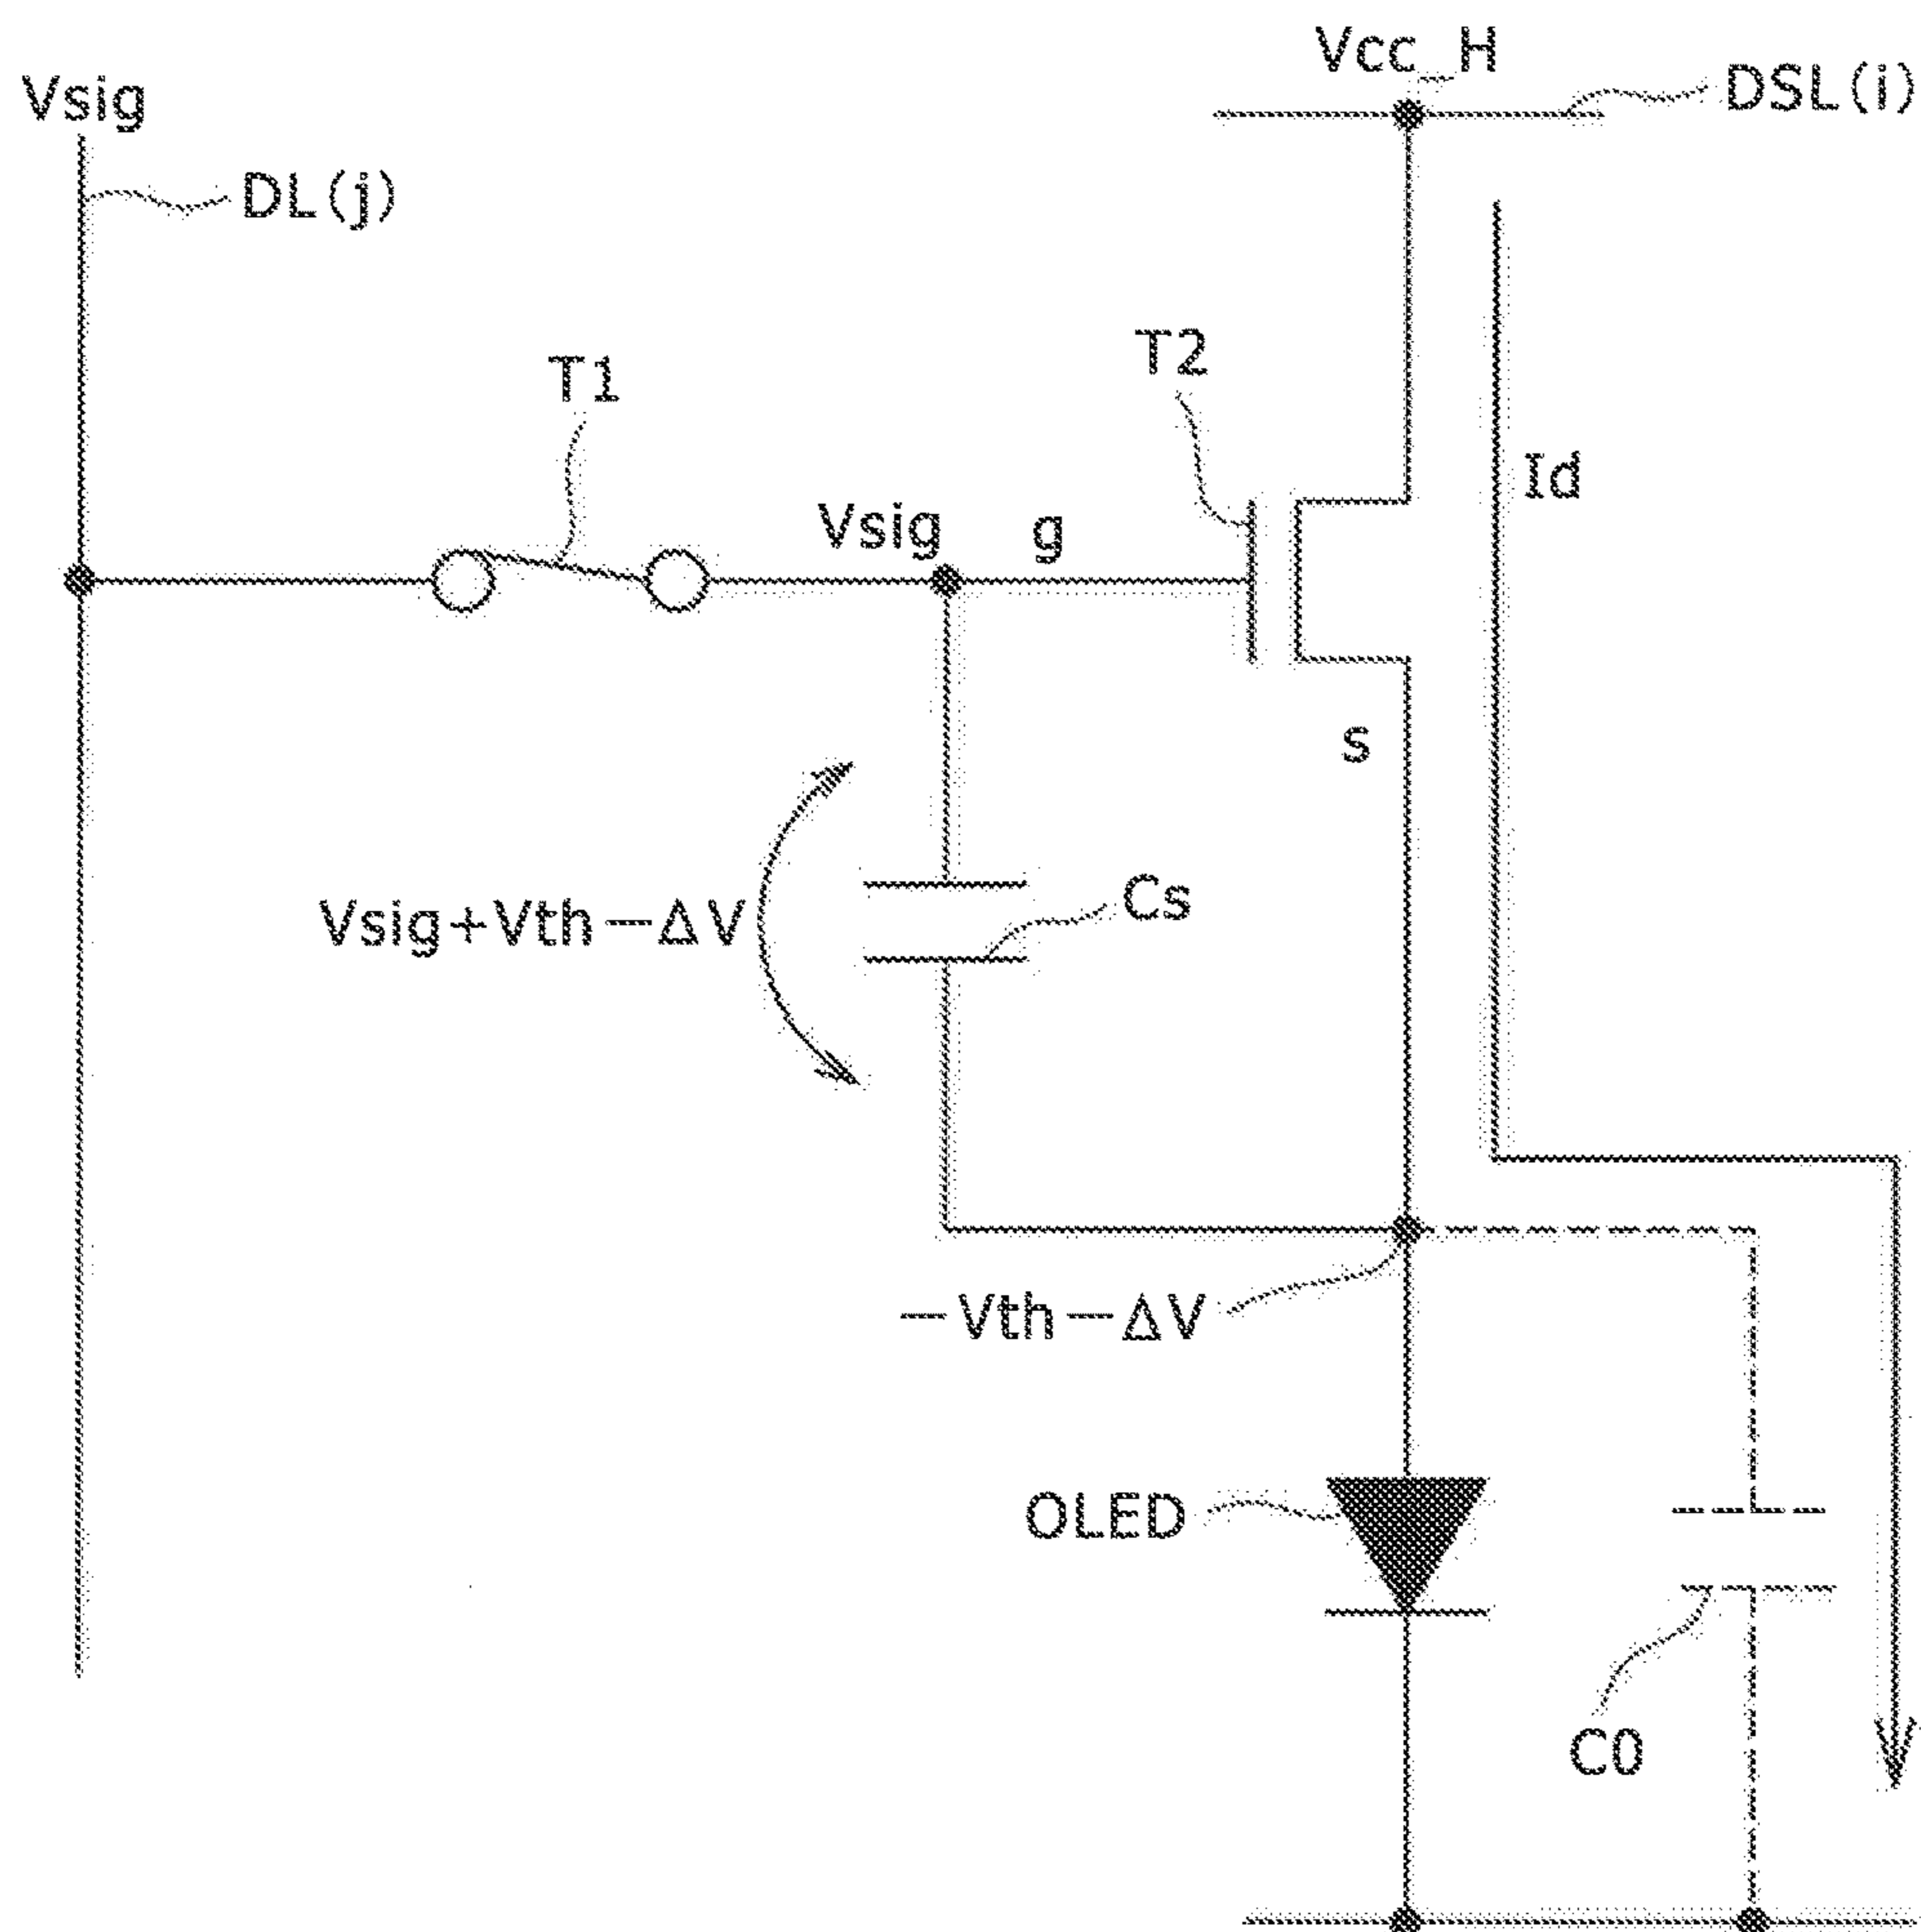 Vcc_H
Vsig
DSL(i)
DL(j)
T2
T1
Id
Vsig
g
s
Cs
Vsig+Vth−ΔV
−Vth−ΔV
OLED
C0